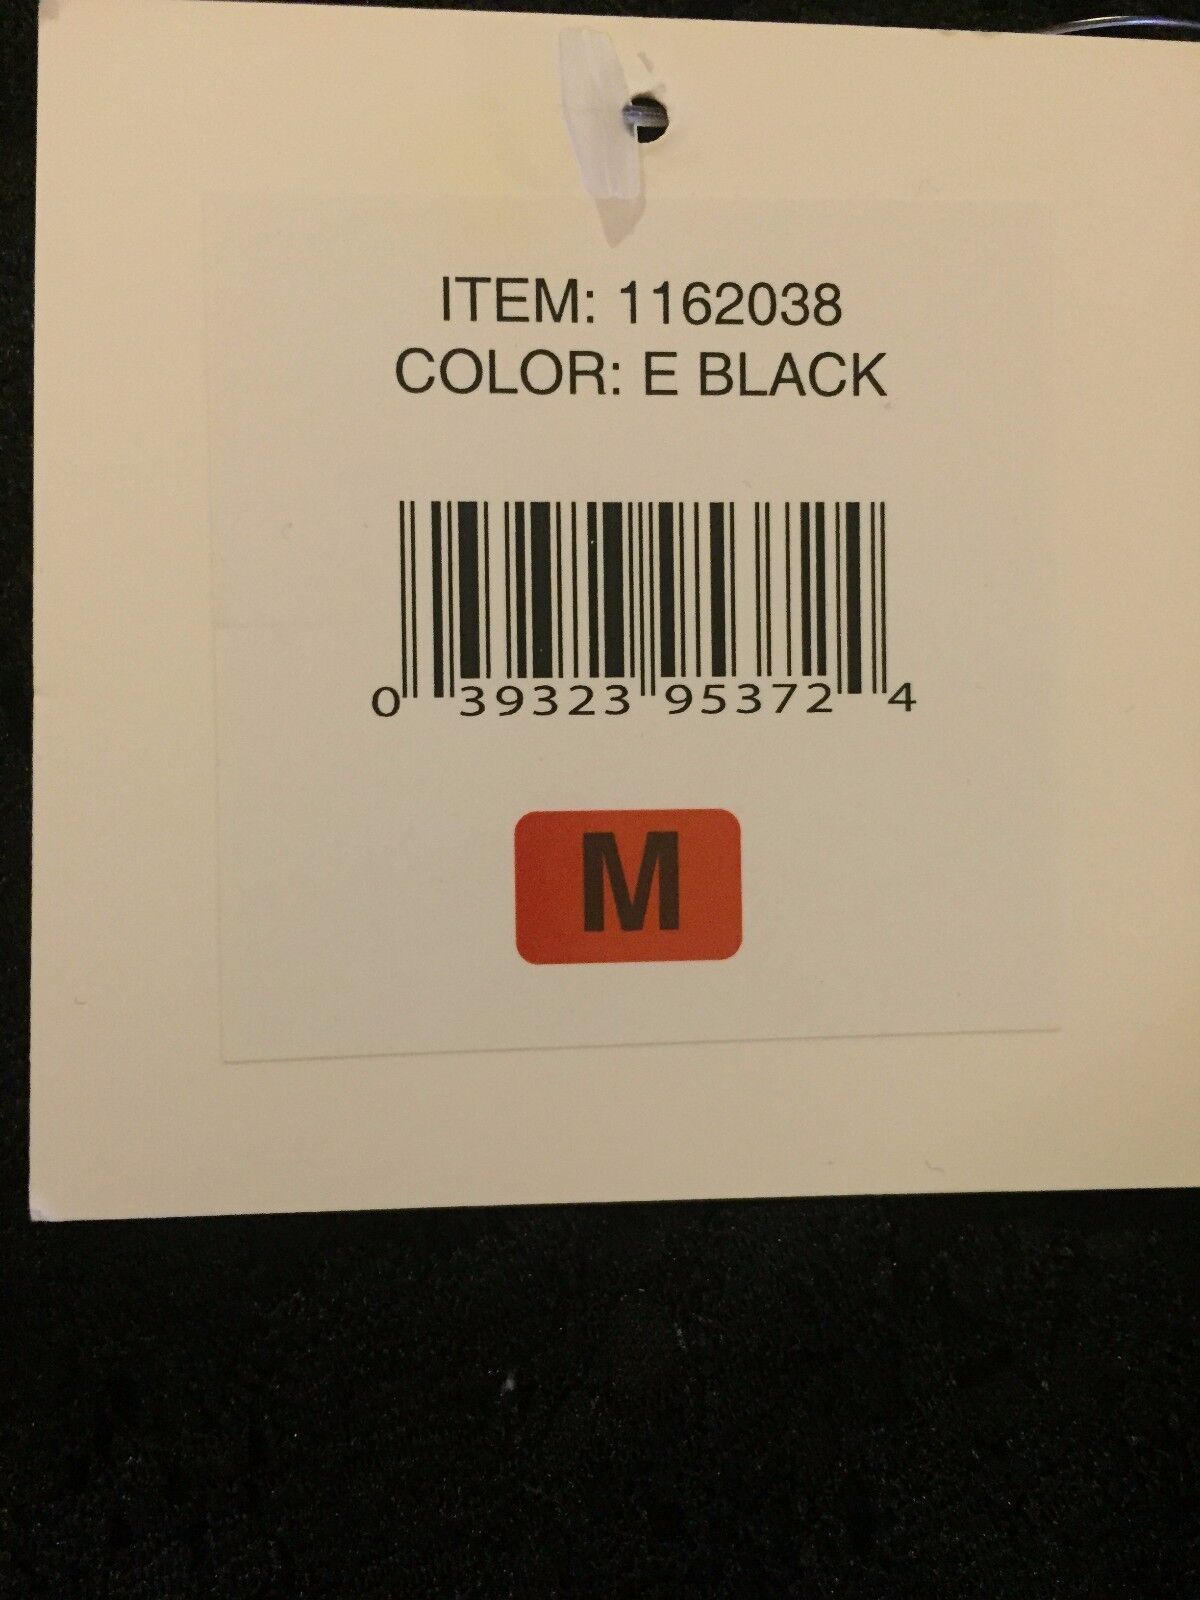 ITEM: 1162038
COLOR: E BLACK
0 39323 95372 4
M